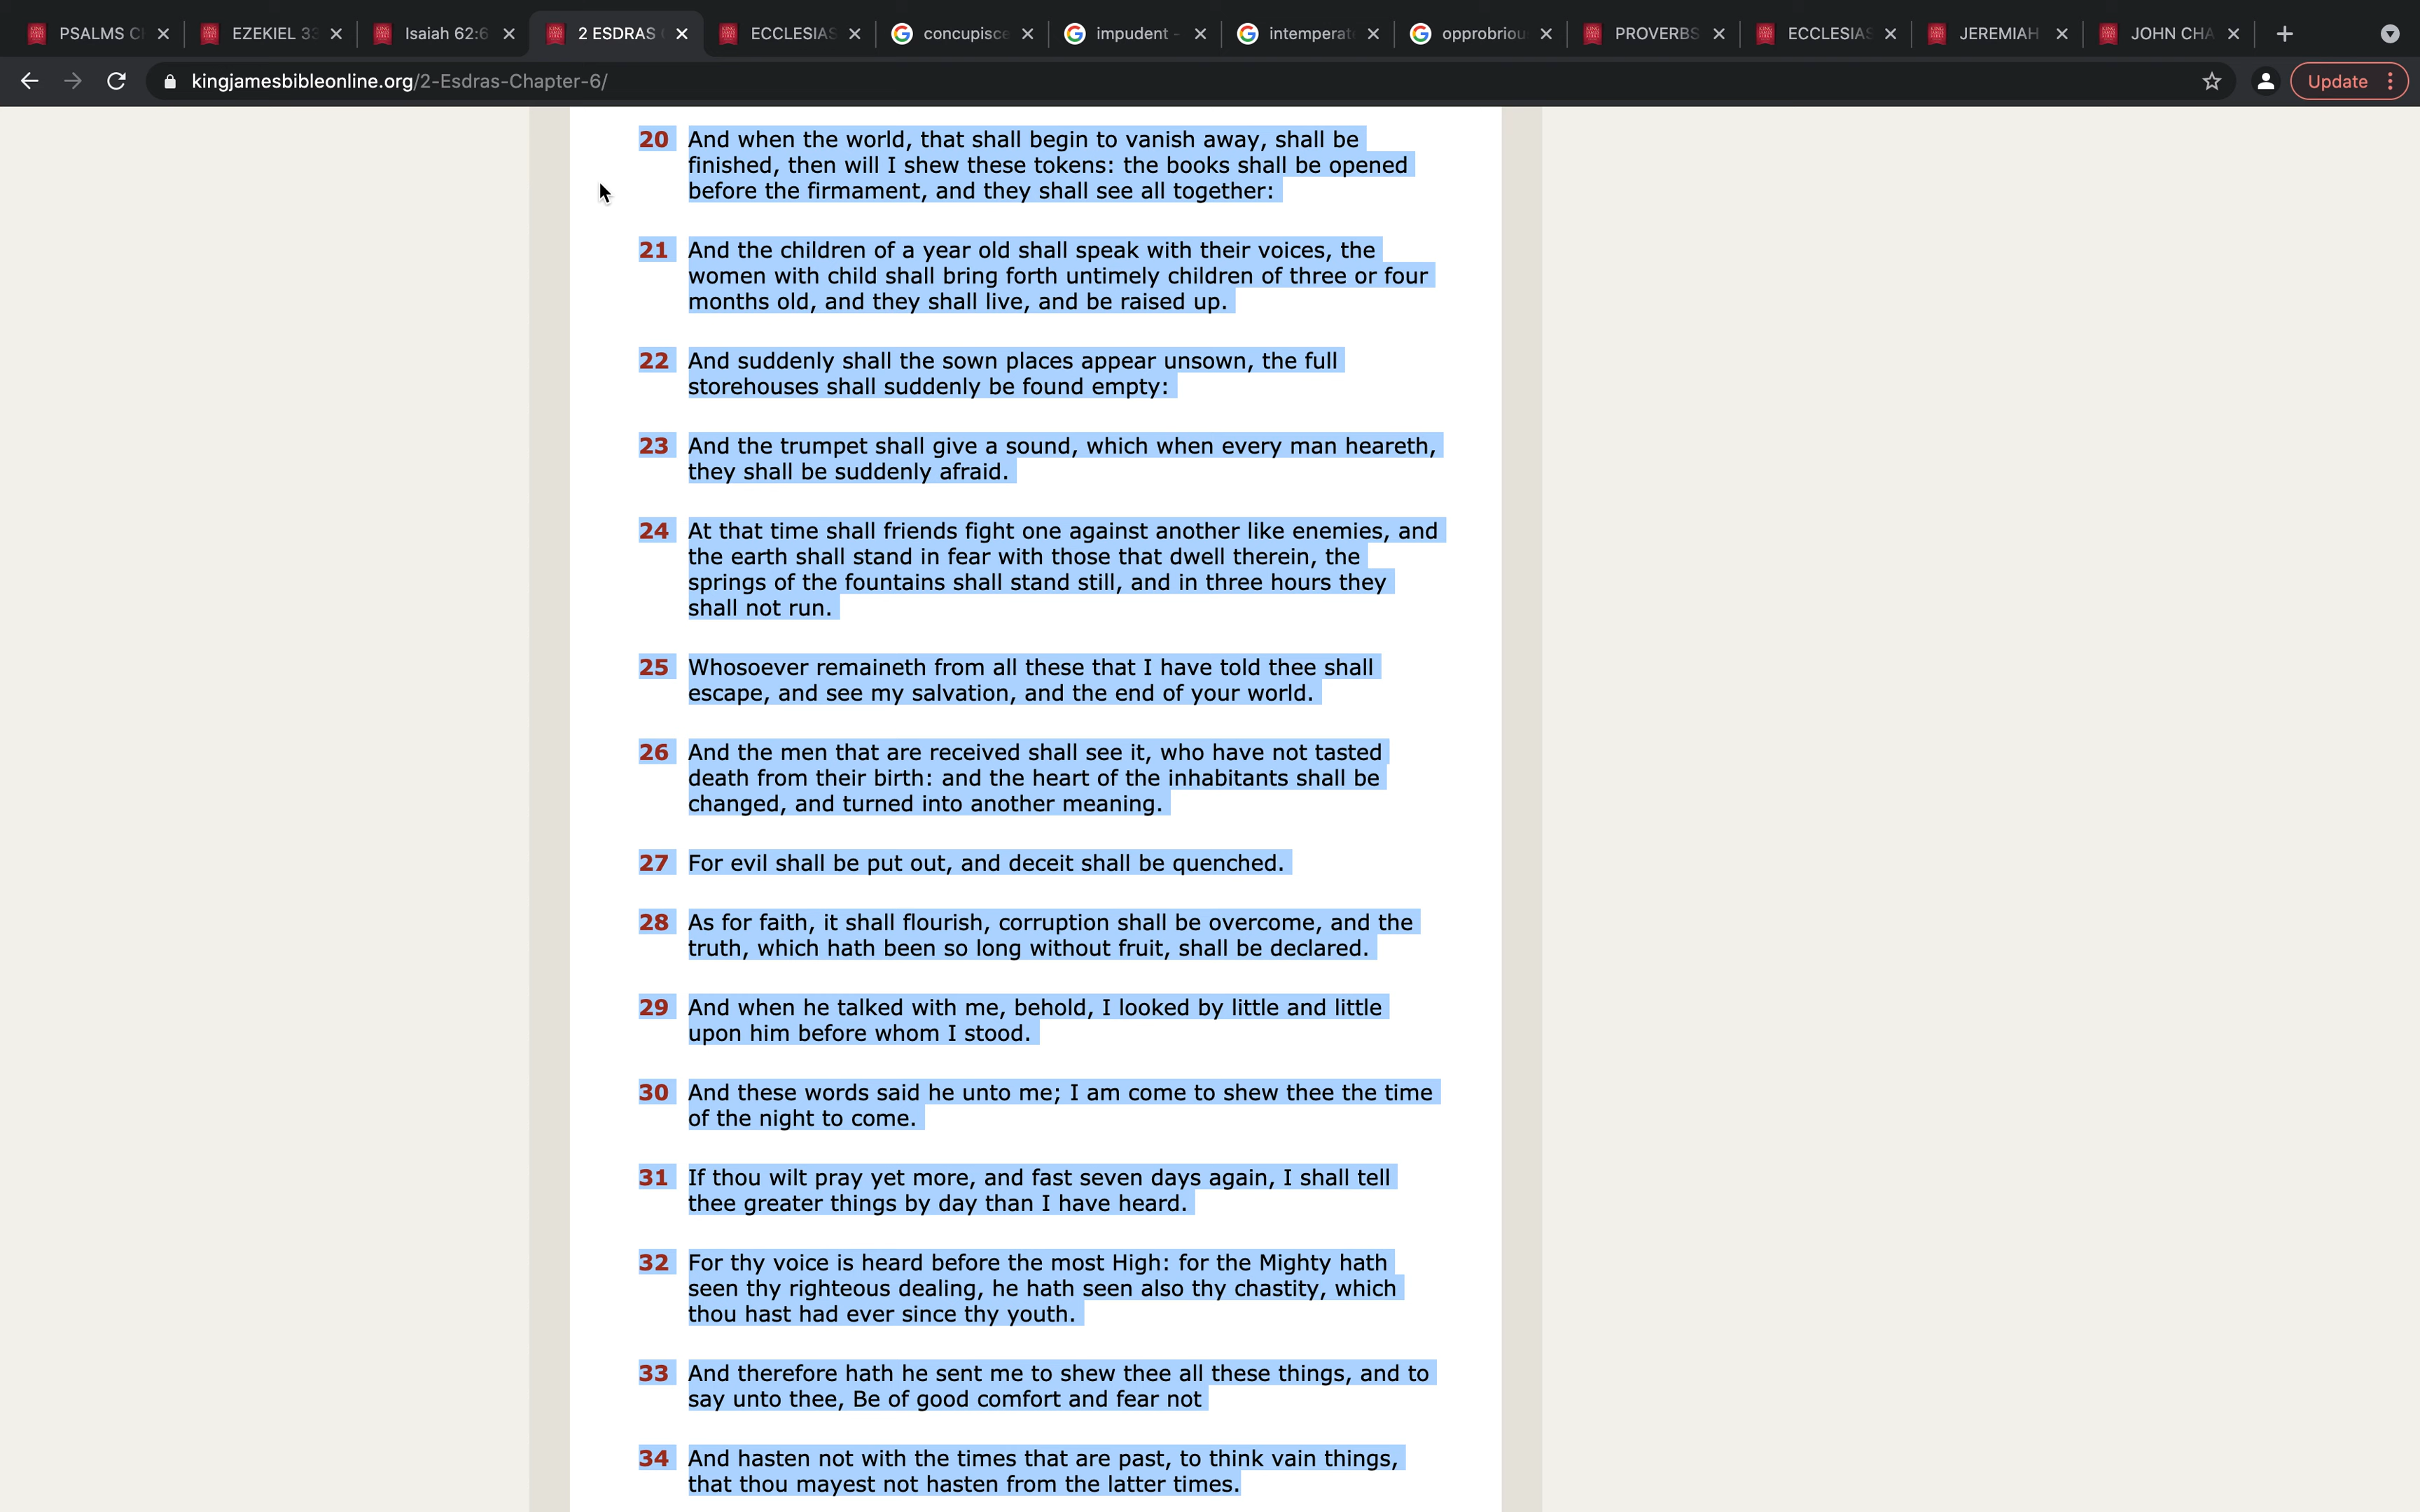 PSALMS C
EZEKIEL 33
Isaiah 62:6
2 ESDRAS
ECCLESIAS
concupisce
impudent -
intemperat
opprobriou
PROVERBS
ECCLESIAS
JEREMIAH
JOHN CHA
kingjamesbibleonline.org/2-Esdras-Chapter-6/
Update
20 And when the world, that shall begin to vanish away, shall be
finished, then will I shew these tokens: the books shall be opened
before the firmament, and they shall see all together:
21 And the children of a year old shall speak with their voices, the
women with child shall bring forth untimely children of three or four
months old, and they shall live, and be raised up.
22 And suddenly shall the sown places appear unsown, the full
storehouses shall suddenly be found empty:
23 And the trumpet shall give a sound, which when every man heareth,
they shall be suddenly afraid.
24 At that time shall friends fight one against another like enemies, and
the earth shall stand in fear with those that dwell therein, the
springs of the fountains shall stand still, and in three hours they
shall not run.
25 Whosoever remaineth from all these that I have told thee shall
escape, and see my salvation, and the end of your world.
26 And the men that are received shall see it, who have not tasted
death from their birth: and the heart of the inhabitants shall be
changed, and turned into another meaning.
27 For evil shall be put out, and deceit shall be quenched.
28 As for faith, it shall flourish, corruption shall be overcome, and the
truth, which hath been so long without fruit, shall be declared.
29 And when he talked with me, behold, I looked by little and little
upon him before whom I stood.
30 And these words said he unto me; I am come to shew thee the time
of the night to come.
31 If thou wilt pray yet more, and fast seven days again, I shall tell
thee greater things by day than I have heard.
32 For thy voice is heard before the most High: for the Mighty hath
seen thy righteous dealing, he hath seen also thy chastity, which
thou hast had ever since thy youth.
33 And therefore hath he sent me to shew thee all these things, and to
say unto thee, Be of good comfort and fear not
34 And hasten not with the times that are past, to think vain things,
that thou mayest not hasten from the latter times.